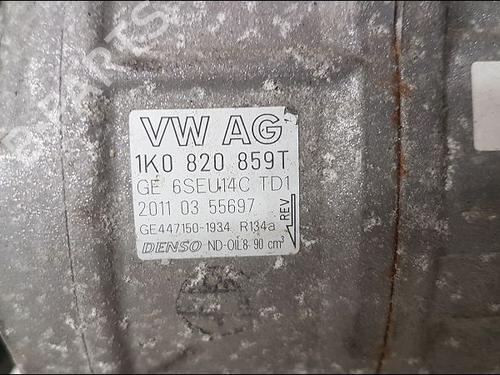 VW AG
1K0 820 859T
GE 6SEU14C TD1
2011 03 55697
GE447150-1934 R134a
DENSO ND-OIL8 90 cm³
REV
PARTS